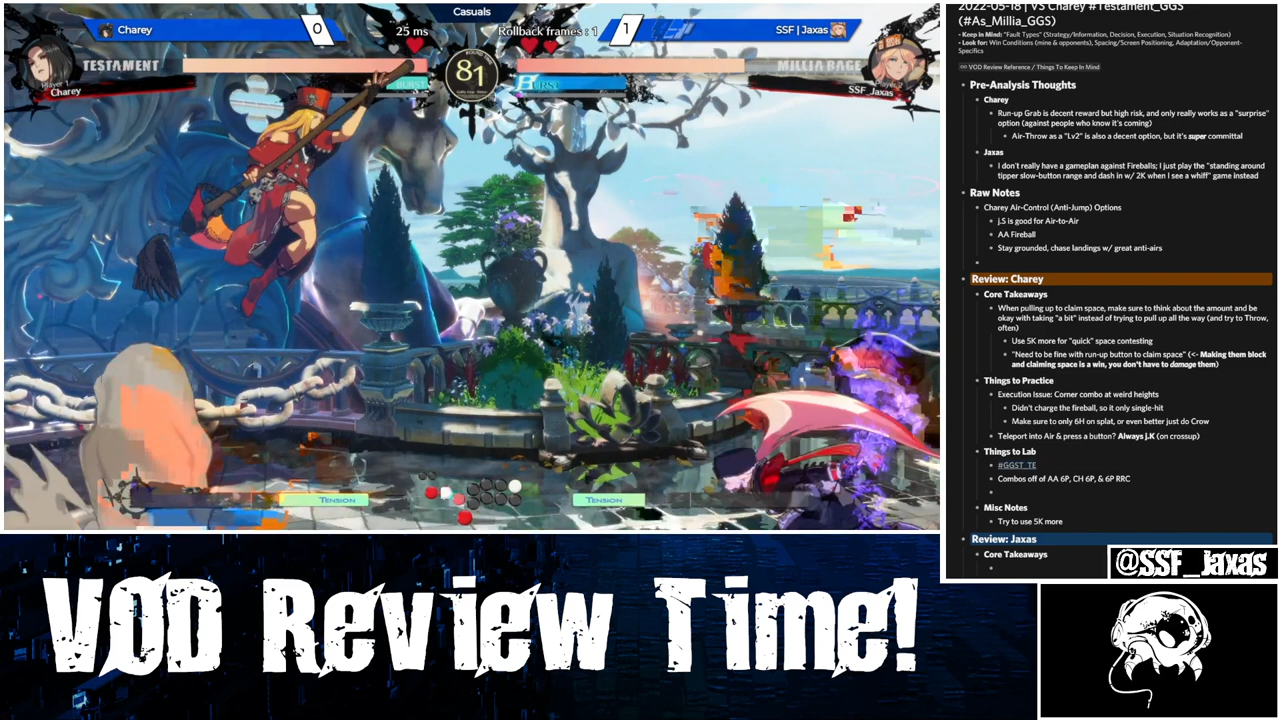 Casuals
Charey
0
25 ms
Rollback frames : 1
1
SSF | Jaxas
TESTAMENT
81
MILLIA RAGE
Player 1
Charey
BURST
BURST
Player 2
SSF_Jaxas
TENSION
TENSION
VOD Review Time!
2022-05-18 | VS Charey #Testament_GGS
(#As_Millia_GGS)
- Keep In Mind: "Fault Types" (Strategy/Information, Decision, Execution, Situation Recognition)
- Look for: Win Conditions (mine & opponents), Spacing/Screen Positioning, Adaptation/Opponent-
Specifics
VOD Review Reference / Things To Keep In Mind
Pre-Analysis Thoughts
Charey
Run-up Grab is decent reward but high risk, and only really works as a "surprise"
option (against people who know it's coming)
Air-Throw as a "Lv2" is also a decent option, but it's super committal
Jaxas
I don't really have a gameplan against Fireballs; I just play the "standing around
tipper slow-button range and dash in w/ 2K when I see a whiff" game instead
Raw Notes
Charey Air-Control (Anti-Jump) Options
j.S is good for Air-to-Air
AA Fireball
Stay grounded, chase landings w/ great anti-airs
Review: Charey
Core Takeaways
When pulling up to claim space, make sure to think about the amount and be
okay with taking "a bit" instead of trying to pull up all the way (and try to Throw,
often)
Use 5K more for "quick" space contesting
"Need to be fine with run-up button to claim space" (<- Making them block
and claiming space is a win, you don't have to damage them)
Things to Practice
Execution Issue: Corner combo at weird heights
Didn't charge the fireball, so it only single-hit
Make sure to only 6H on splat, or even better just do Crow
Teleport into Air & press a button? Always j.K (on crossup)
Things to Lab
#GGST_TE
Combos off of AA 6P, CH 6P, & 6P RRC
Misc Notes
Try to use 5K more
Review: Jaxas
Core Takeaways
@SSF_Jaxas